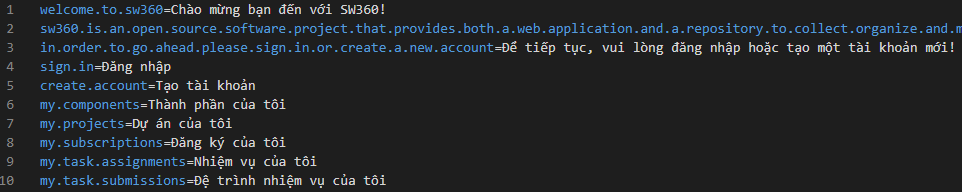 1 welcome.to.sw360=Chào mừng bạn đến với SW360!
2 sw360.is.an.open.source.software.project.that.provides.both.a.web.application.and.a.repository.to.collect.organize.and.m
3 in.order.to.go.ahead.please.sign.in.or.create.a.new.account=Để tiếp tục, vui lòng đăng nhập hoặc tạo một tài khoản mới!
4 sign.in=Đăng nhập
5 create.account=Tạo tài khoản
6 my.components=Thành phần của tôi
7 my.projects=Dự án của tôi
8 my.subscriptions=Đăng ký của tôi
9 my.task.assignments=Nhiệm vụ của tôi
10 my.task.submissions=Đệ trình nhiệm vụ của tôi